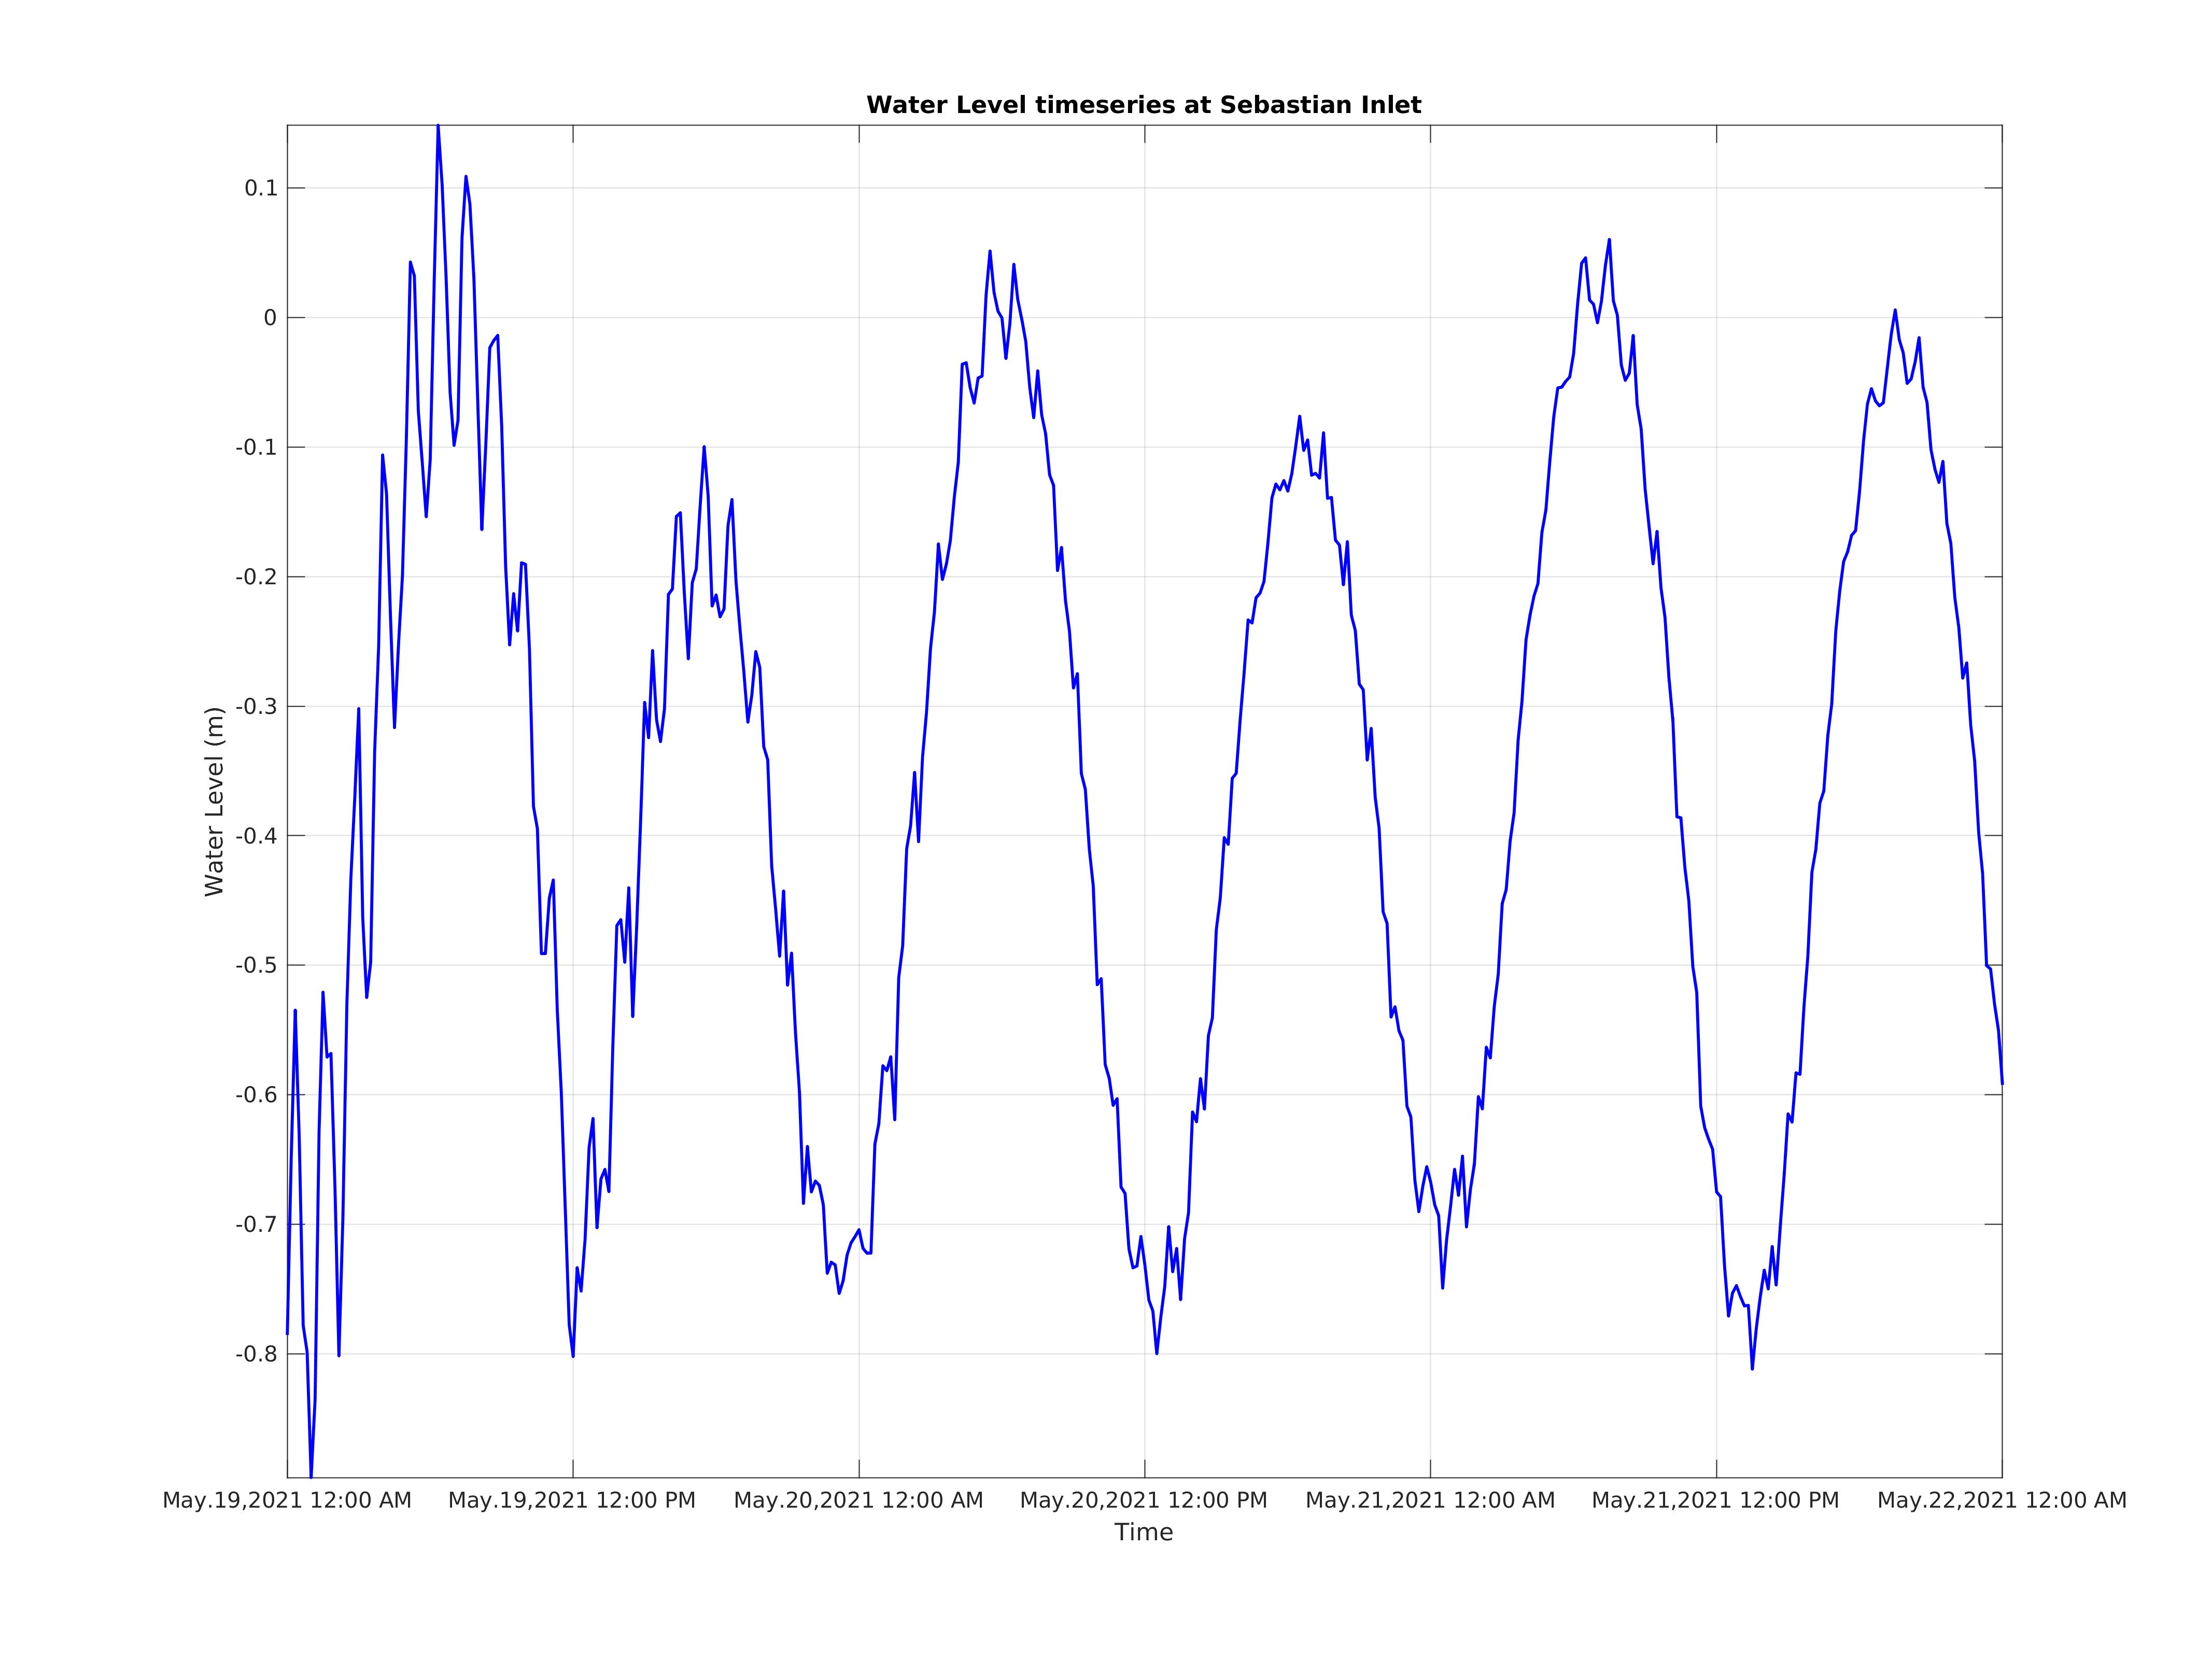 Water Level timeseries at Sebastian Inlet
0.1
0
-0.1
-0.2
-0.3
-0.4
-0.5
-0.6
-0.7
-0.8
Water Level (m)
May.19,2021 12:00 AM May.19,2021 12:00 PM May.20,2021 12:00 AM May.20,2021 12:00 PM May.21,2021 12:00 AM May.21,2021 12:00 PM May.22,2021 12:00 AM
Time